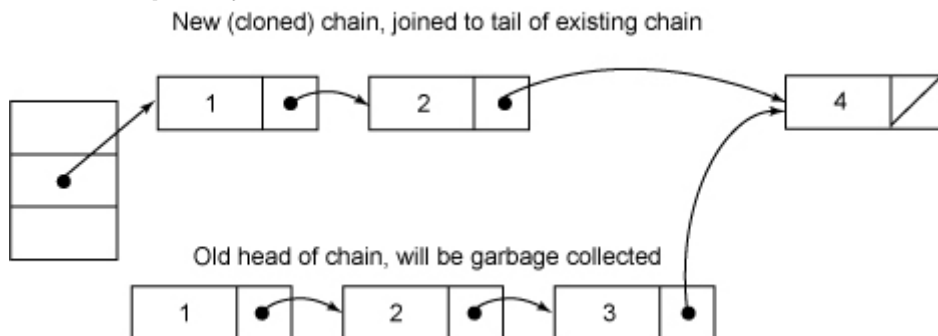 New (cloned) chain, joined to tail of existing chain
1 2 4
Old head of chain, will be garbage collected
1 2 3